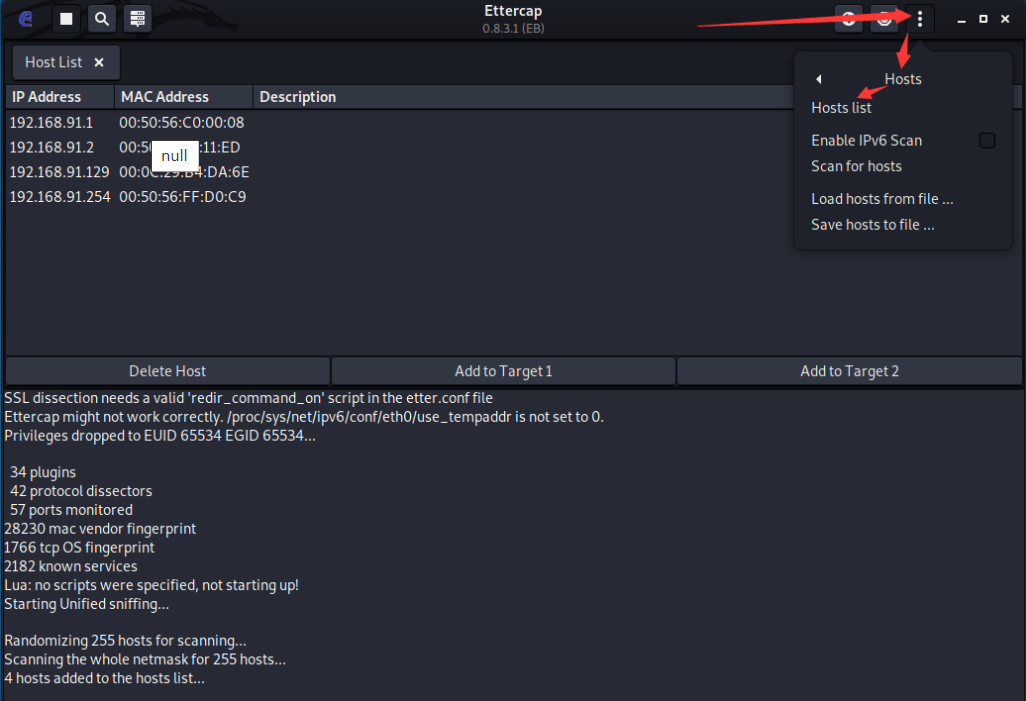 Ettercap
0.8.3.1 (EB)
Host List ×
IP Address MAC Address Description
192.168.91.1 00:50:56:C0:00:08
192.168.91.2 00:50 :11:ED
null
192.168.91.129 00:0C:29:B4:DA:6E
192.168.91.254 00:50:56:FF:D0:C9
Hosts
Hosts list
Enable IPv6 Scan
Scan for hosts
Load hosts from file ...
Save hosts to file ...
Delete Host Add to Target 1 Add to Target 2
SSL dissection needs a valid 'redir_command_on' script in the etter.conf file
Ettercap might not work correctly. /proc/sys/net/ipv6/conf/eth0/use_tempaddr is not set to 0.
Privileges dropped to EUID 65534 EGID 65534...
34 plugins
42 protocol dissectors
57 ports monitored
28230 mac vendor fingerprint
1766 tcp OS fingerprint
2182 known services
Lua: no scripts were specified, not starting up!
Starting Unified sniffing...
Randomizing 255 hosts for scanning...
Scanning the whole netmask for 255 hosts...
4 hosts added to the hosts list...